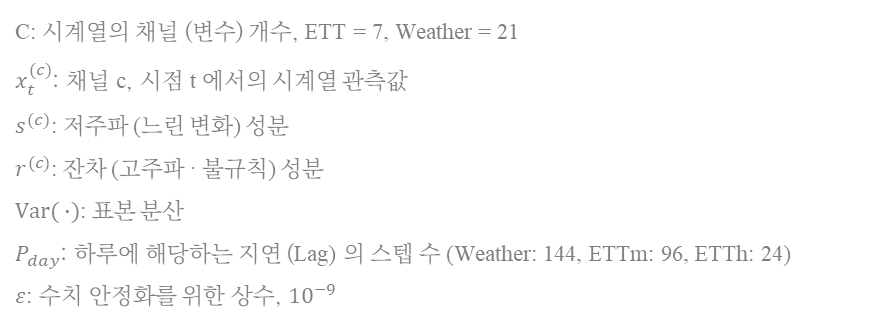 C: 시계열의 채널 (변수) 개수, ETT = 7, Weather = 21
$x_t^{(c)}$: 채널 c, 시점 t 에서의 시계열 관측값
$s^{(c)}$: 저주파 (느린 변화) 성분
$r^{(c)}$: 잔차 (고주파 · 불규칙) 성분
Var( ·): 표본 분산
$P_{day}$: 하루에 해당하는 지연 (Lag) 의 스텝 수 (Weather: 144, ETTm: 96, ETTh: 24)
$\varepsilon$: 수치 안정화를 위한 상수, $10^{-9}$